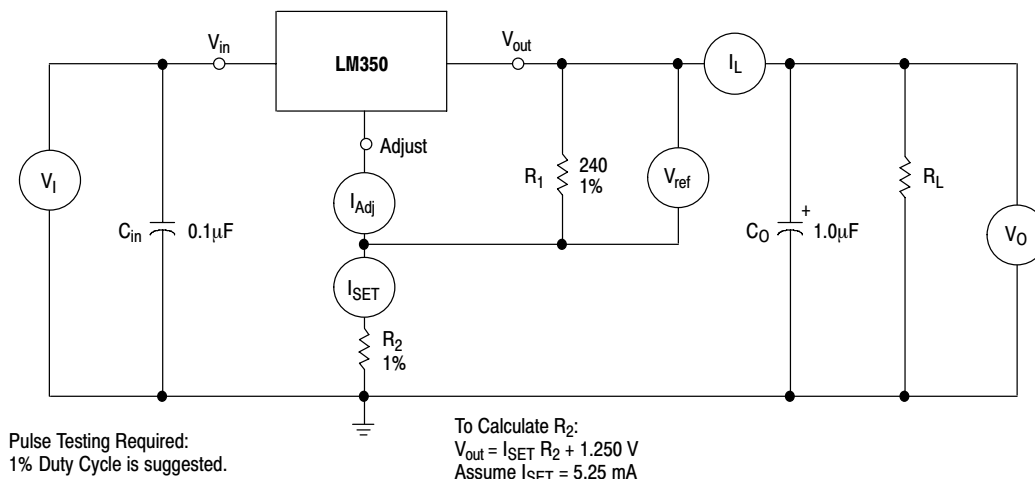 V_in
LM350
V_out
I_L
Adjust
V_I
C_in
0.1µF
I_Adj
R_1
240
1%
V_ref
C_O
+
1.0µF
R_L
V_O
I_SET
R_2
1%
Pulse Testing Required:
1% Duty Cycle is suggested.
To Calculate R_2:
V_out = I_SET R_2 + 1.250 V
Assume I_SET = 5.25 mA